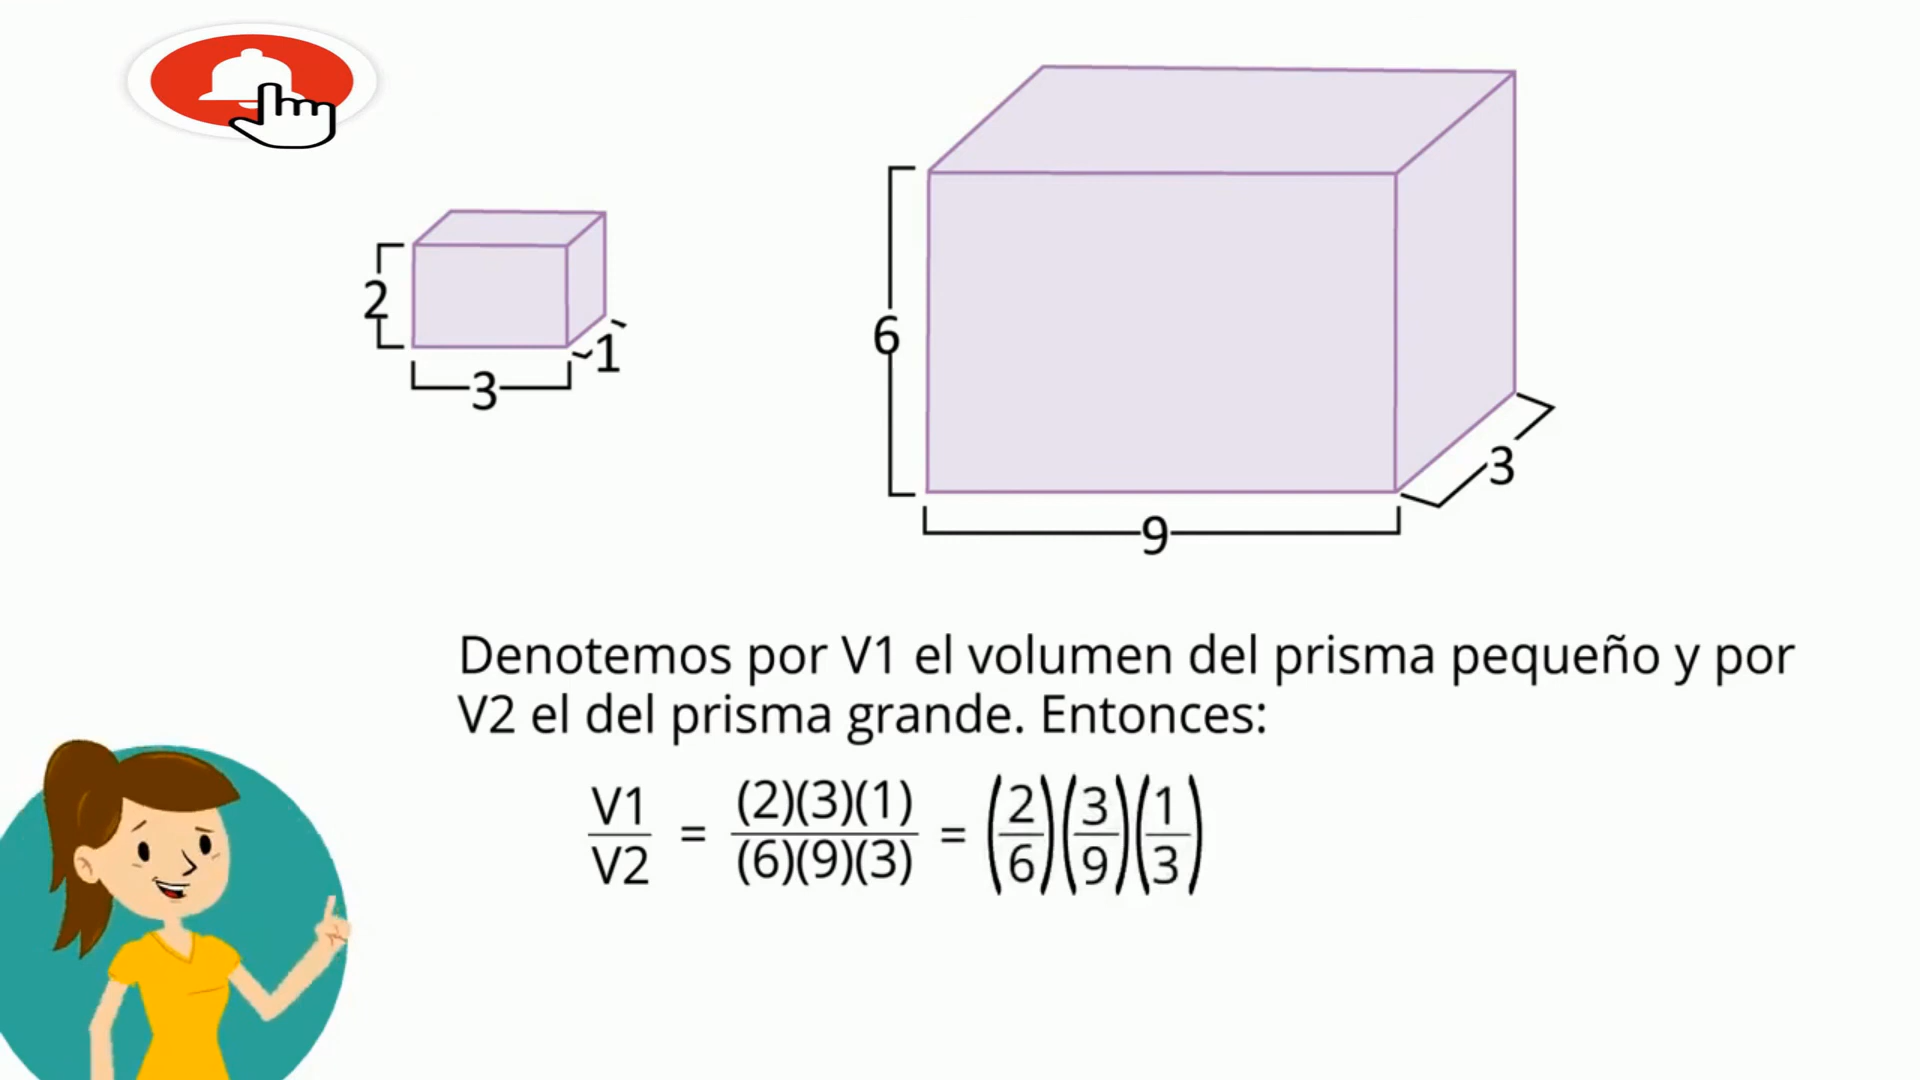 2
3
1
6
9
3
Denotemos por V1 el volumen del prisma pequeño y por
V2 el del prisma grande. Entonces:
V1/V2 = (2)(3)(1)/(6)(9)(3) = (2/6)(3/9)(1/3)